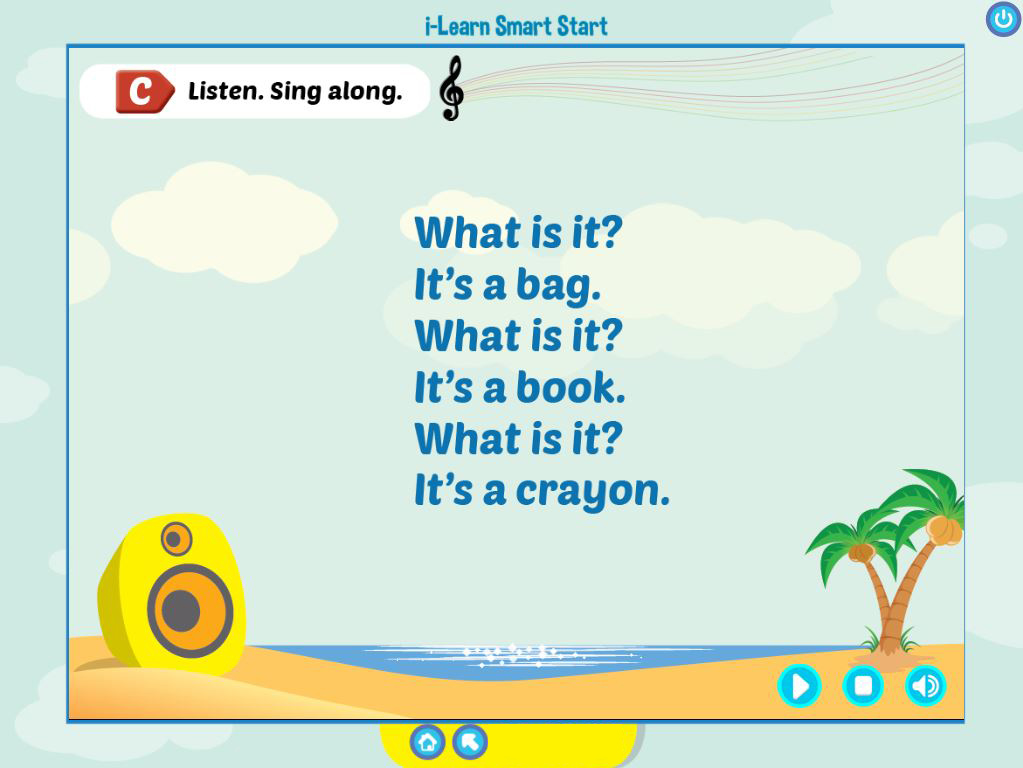 i-Learn Smart Start
C Listen. Sing along.
What is it?
It's a bag.
What is it?
It's a book.
What is it?
It's a crayon.